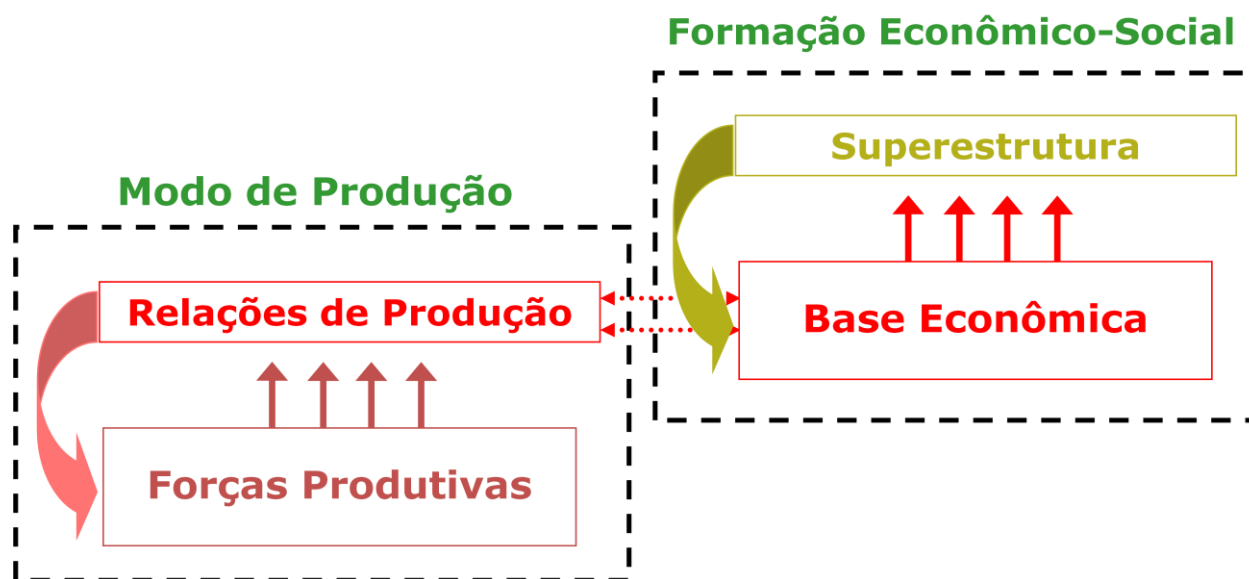 Formação Econômico-Social
Superestrutura
Modo de Produção
Relações de Produção
Base Econômica
Forças Produtivas